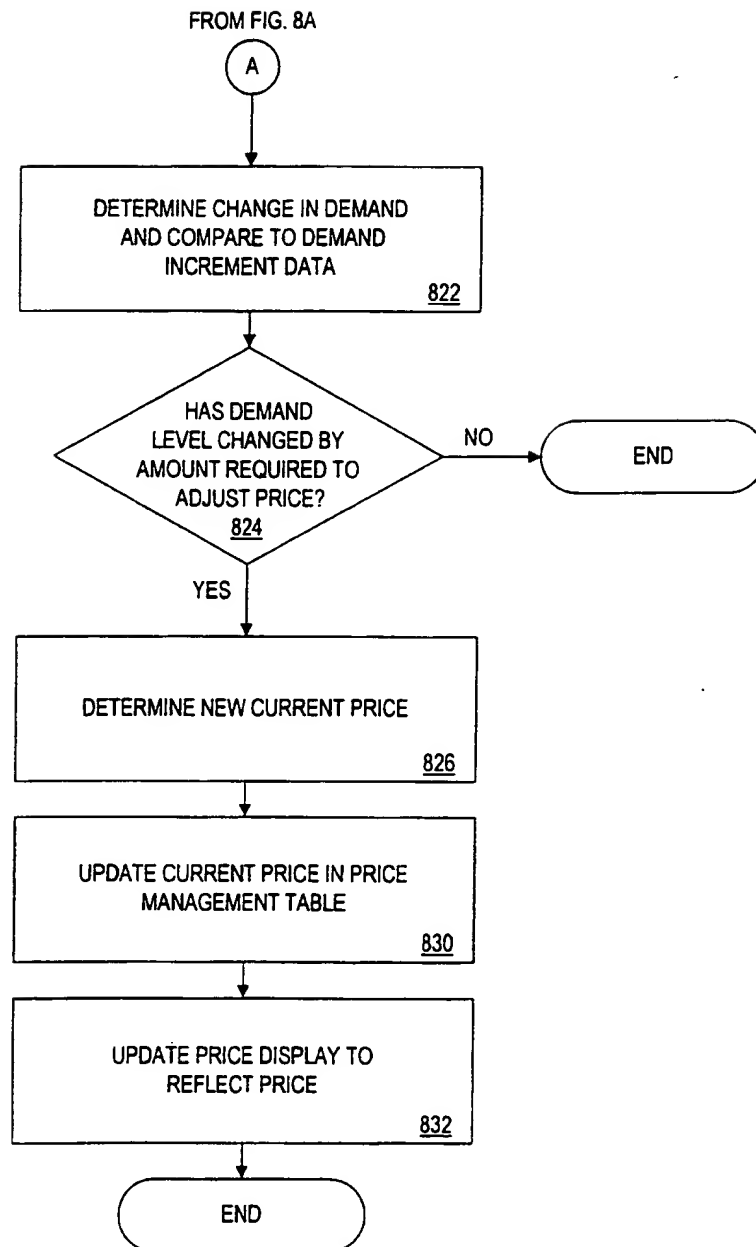 FROM FIG. 8A
A
DETERMINE CHANGE IN DEMAND
AND COMPARE TO DEMAND
INCREMENT DATA
822
HAS DEMAND
LEVEL CHANGED BY
AMOUNT REQUIRED TO
ADJUST PRICE?
824
NO
END
YES
DETERMINE NEW CURRENT PRICE
826
UPDATE CURRENT PRICE IN PRICE
MANAGEMENT TABLE
830
UPDATE PRICE DISPLAY TO
REFLECT PRICE
832
END